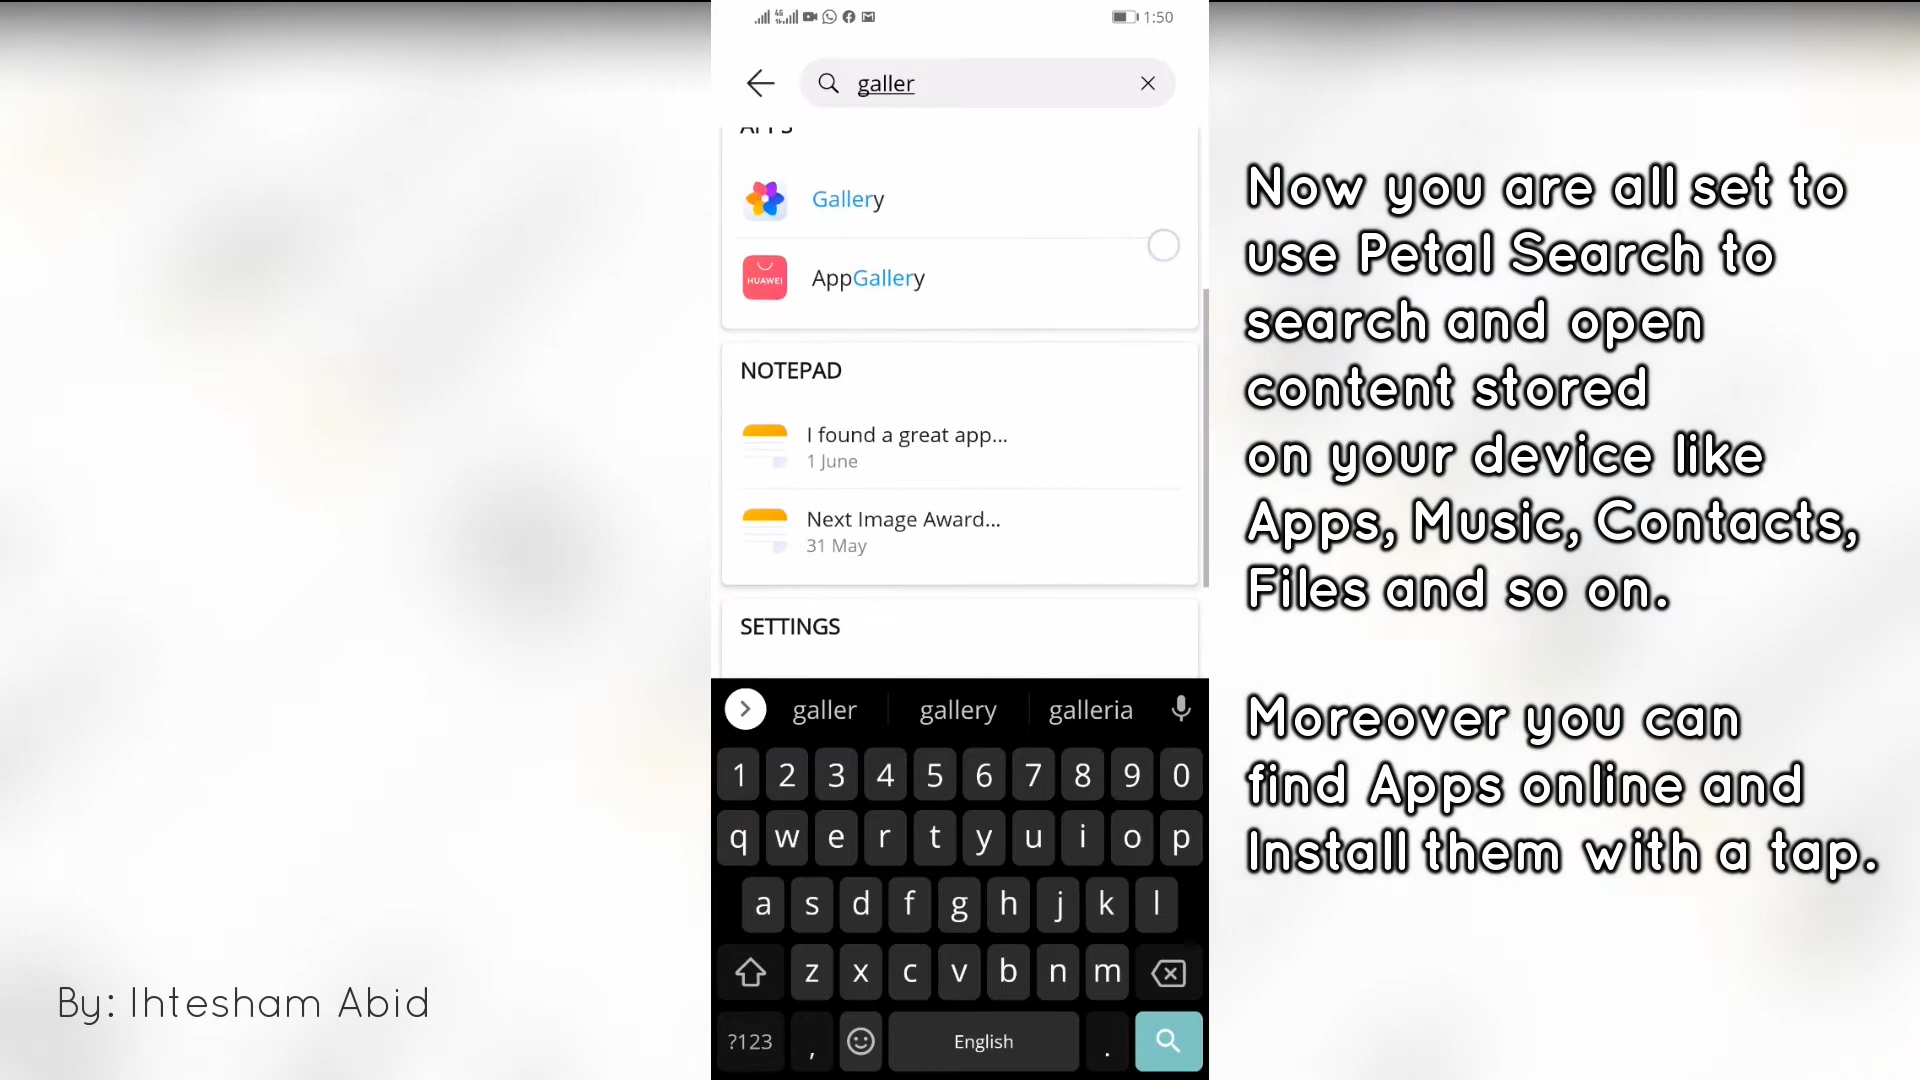 4G
1:50
galler
APPS
Gallery
HUAWEI
AppGallery
NOTEPAD
I found a great app...
1 June
Next Image Award...
31 May
SETTINGS
galler gallery galleria
1 2 3 4 5 6 7 8 9 0
q w e r t y u i o p
a s d f g h j k l
z x c v b n m
?123 , English .
Now you are all set to
use Petal Search to
search and open
content stored
on your device like
Apps, Music, Contacts,
Files and so on.
Moreover you can
find Apps online and
Install them with a tap.
By: Ihtesham Abid